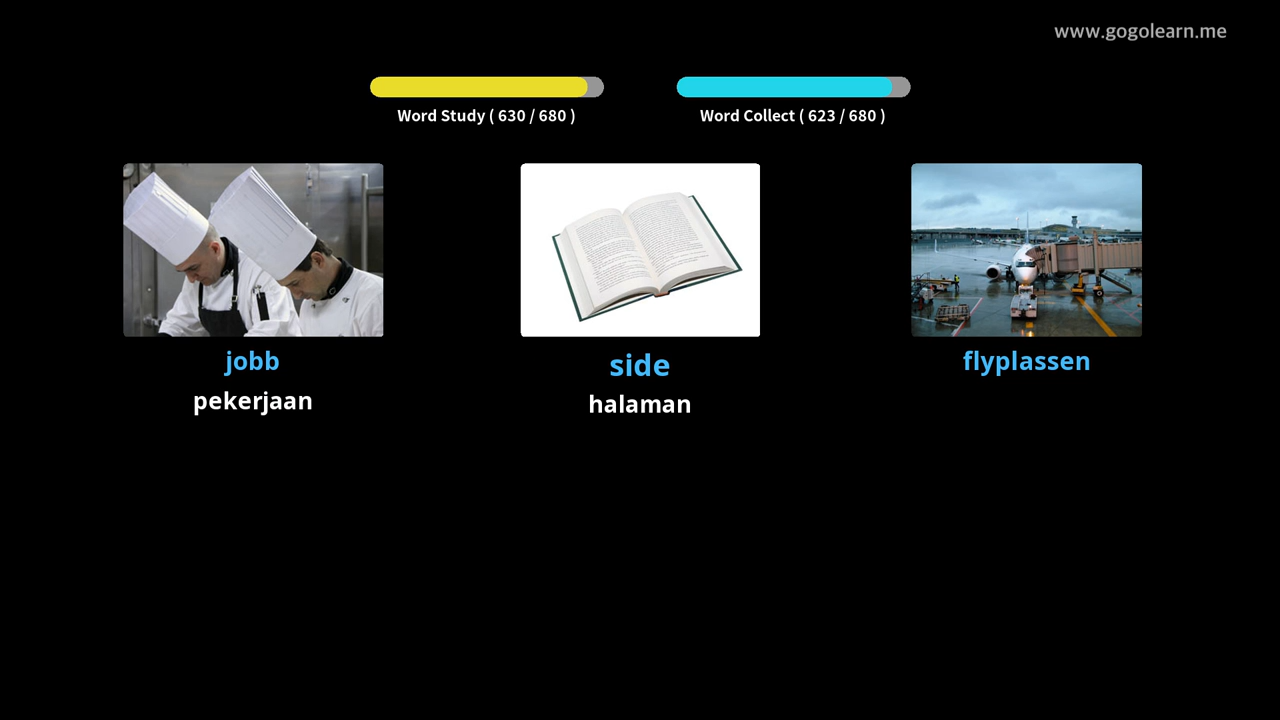 www.gogolearn.me
Word Study ( 630 / 680 )
Word Collect ( 623 / 680 )
jobb
side
flyplassen
pekerjaan
halaman